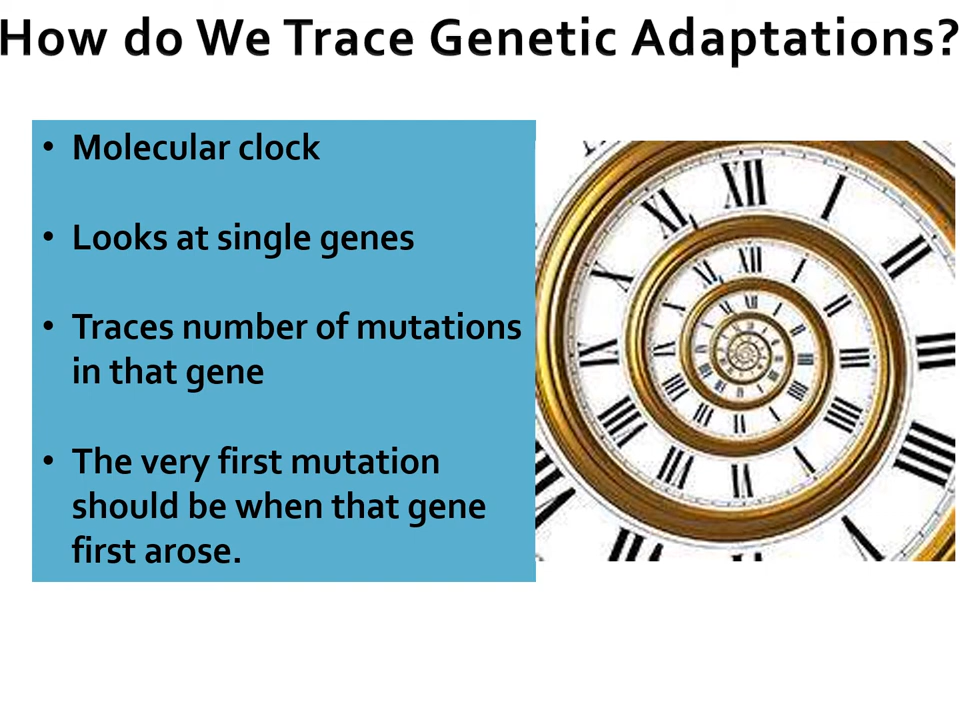 How do We Trace Genetic Adaptations?
• Molecular clock
• Looks at single genes
• Traces number of mutations
in that gene
• The very first mutation
should be when that gene
first arose.